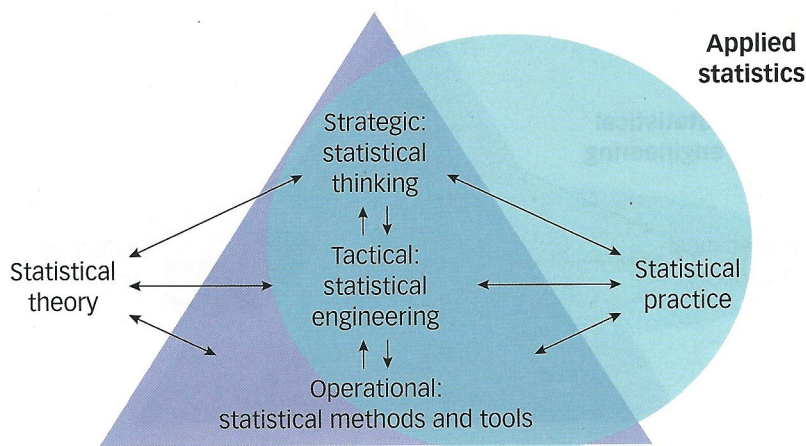 Applied
statistics
Strategic:
statistical
thinking
Statistical
theory
Tactical:
statistical
engineering
Statistical
practice
Operational:
statistical methods and tools